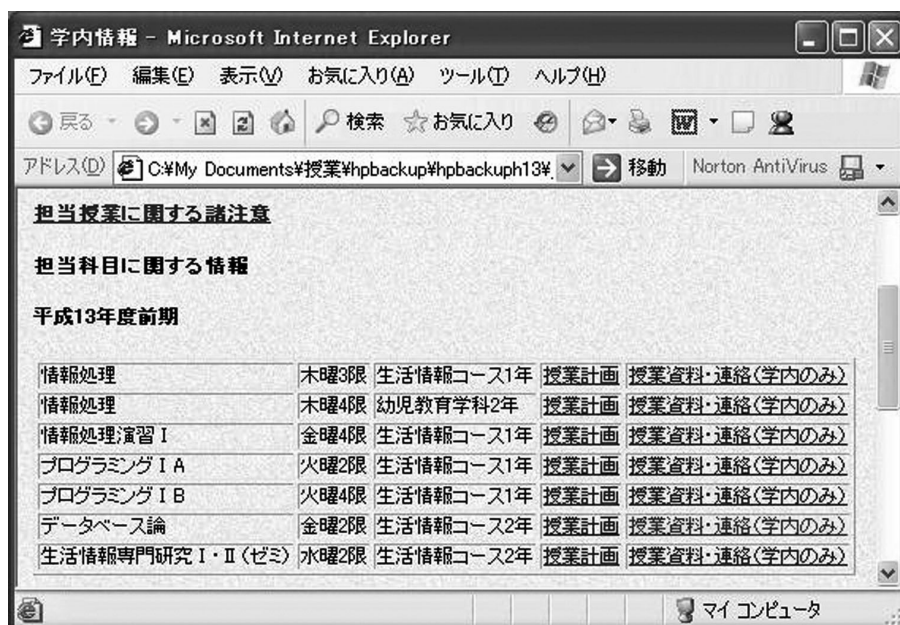 学内情報 - Microsoft Internet Explorer
ファイル(F) 編集(E) 表示(V) お気に入り(A) ツール(T) ヘルプ(H)
戻る 検索 お気に入り
アドレス(D) C:¥My Documents¥授業¥hpbackup¥hpbackuph13¥. 移動 Norton AntiVirus
担当授業に関する諸注意
担当科目に関する情報
平成13年度前期
情報処理 木曜3限 生活情報コース1年 授業計画 授業資料・連絡(学内のみ)
情報処理 木曜4限 幼児教育学科2年 授業計画 授業資料・連絡(学内のみ)
情報処理演習Ⅰ 金曜4限 生活情報コース1年 授業計画 授業資料・連絡(学内のみ)
プログラミングⅠA 火曜2限 生活情報コース1年 授業計画 授業資料・連絡(学内のみ)
プログラミングⅠB 火曜4限 生活情報コース1年 授業計画 授業資料・連絡(学内のみ)
データベース論 金曜2限 生活情報コース2年 授業計画 授業資料・連絡(学内のみ)
生活情報専門研究Ⅰ・Ⅱ(ゼミ) 水曜2限 生活情報コース2年 授業計画 授業資料・連絡(学内のみ)
マイ コンピュータ